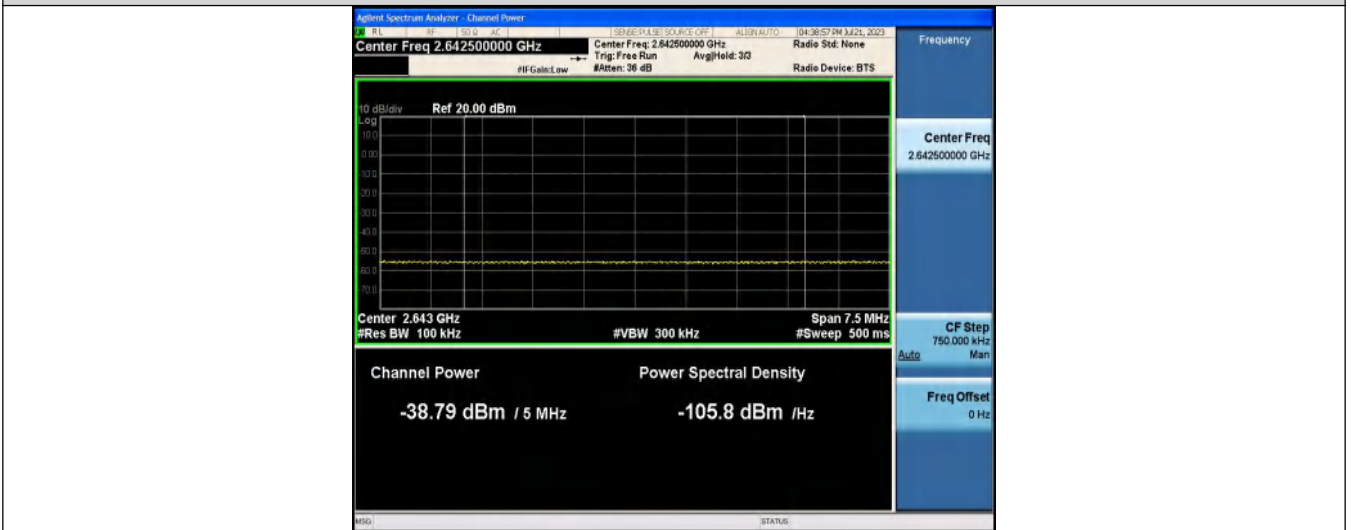 Agilent Spectrum Analyzer - Channel Power
RL RF 50 Ω AC SENSE:PULSE SOURCE OFF ALIGN AUTO 04:38:57 PM Jul 21, 2023
Center Freq 2.642500000 GHz
Center Freq: 2.642500000 GHz
Radio Std: None
Trig: Free Run Avg|Hold: 3/3
#IFGain:Low #Atten: 36 dB Radio Device: BTS
Frequency
10 dB/div Ref 20.00 dBm
Log
10.0
0.00
-10.0
-20.0
-30.0
-40.0
-50.0
-60.0
-70.0
Center 2.643 GHz Span 7.5 MHz
#Res BW 100 kHz #VBW 300 kHz #Sweep 500 ms
Channel Power Power Spectral Density
-38.79 dBm / 5 MHz -105.8 dBm /Hz
Center Freq
2.642500000 GHz
CF Step
750.000 kHz
Auto Man
Freq Offset
0 Hz
MSG STATUS